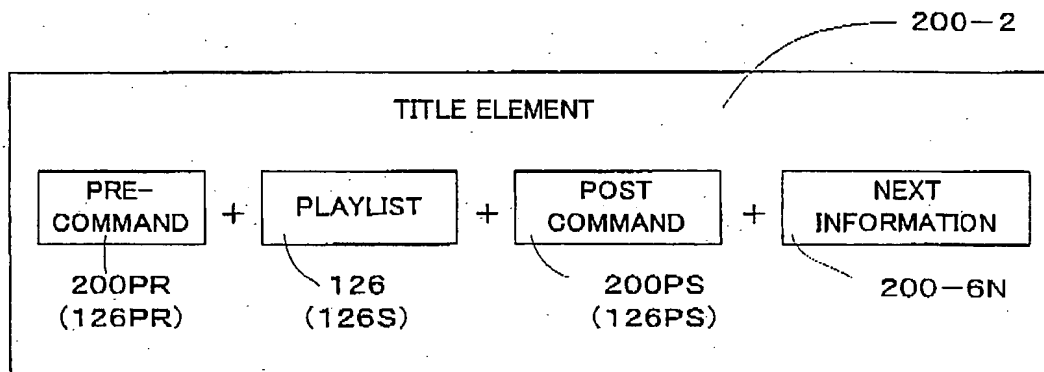 200-2
TITLE ELEMENT
PRE-
COMMAND
+
PLAYLIST
+
POST
COMMAND
+
NEXT
INFORMATION
200PR
(126PR)
126
(126S)
200PS
(126PS)
200-6N